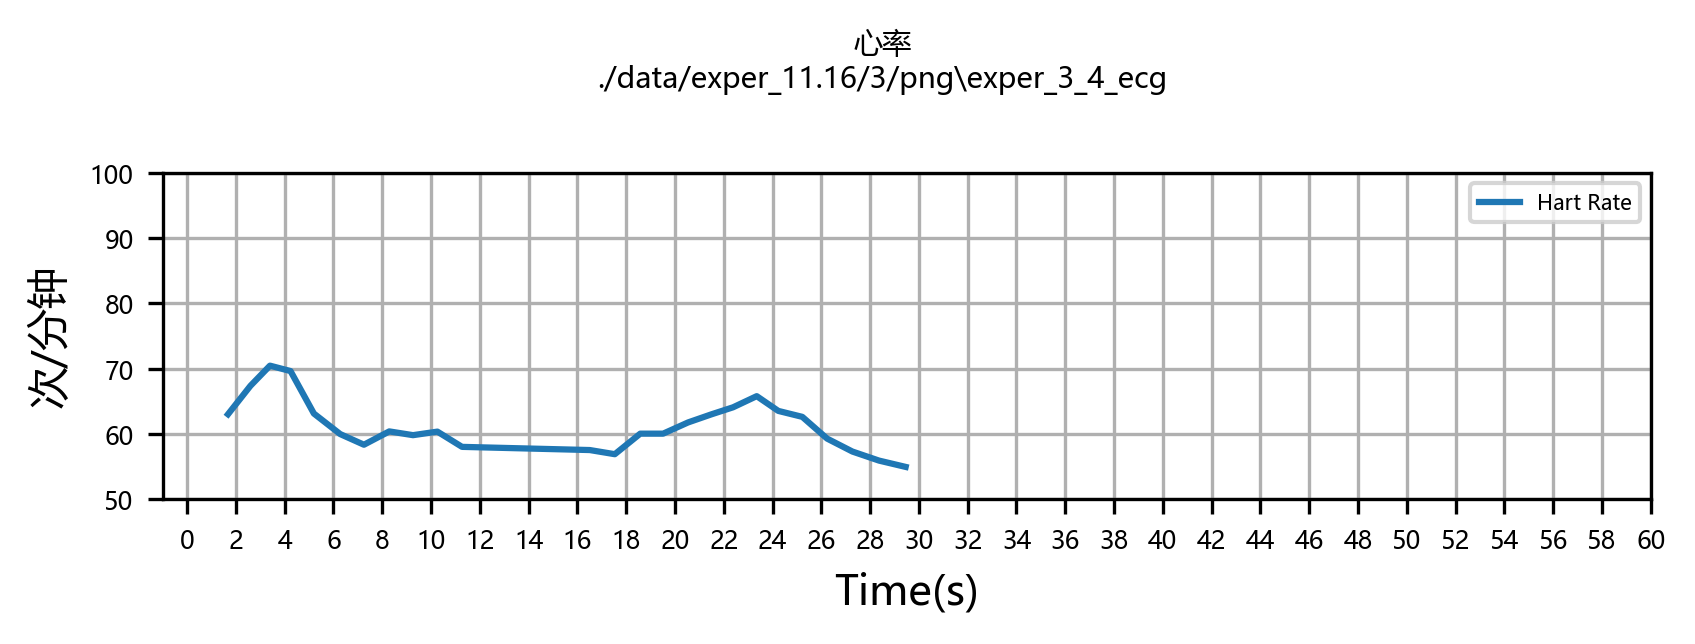 心率
./data/exper_11.16/3/png\exper_3_4_ecg
100
90
80
70
60
50
次/分钟
Hart Rate
0 2 4 6 8 10 12 14 16 18 20 22 24 26 28 30 32 34 36 38 40 42 44 46 48 50 52 54 56 58 60
Time(s)